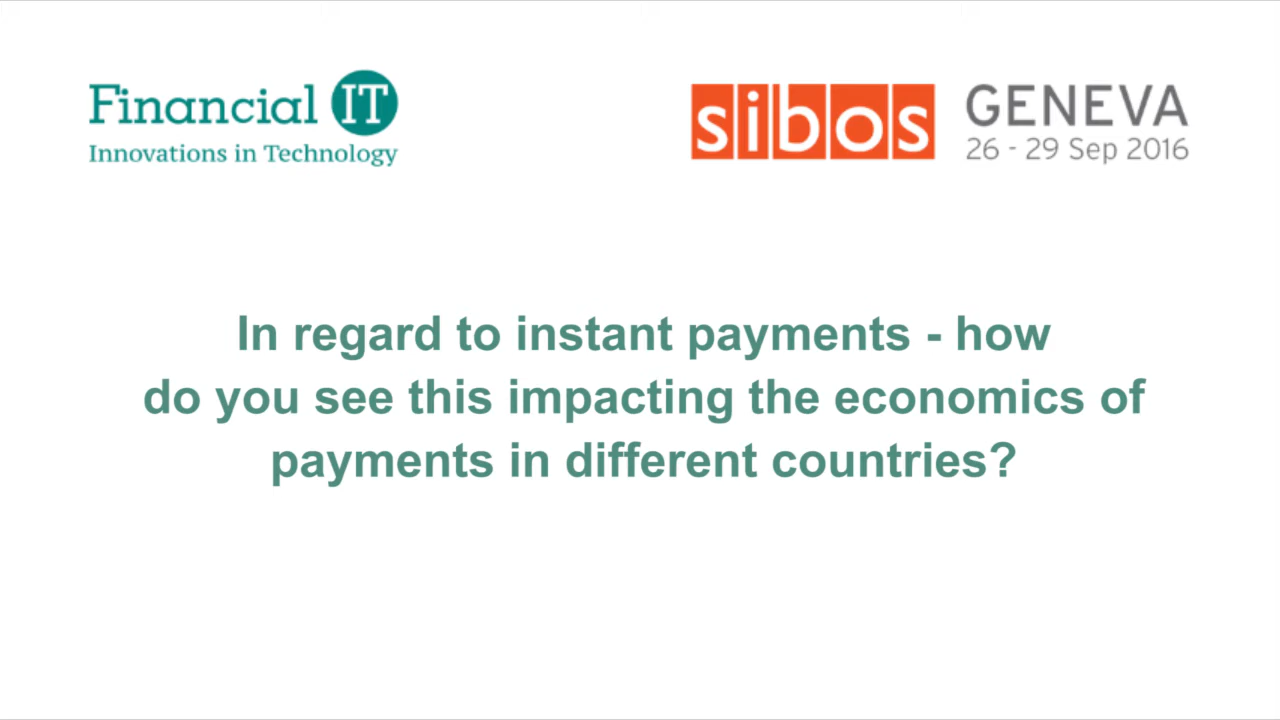 Financial IT
Innovations in Technology
sibos
GENEVA
26 - 29 Sep 2016
In regard to instant payments - how
do you see this impacting the economics of
payments in different countries?